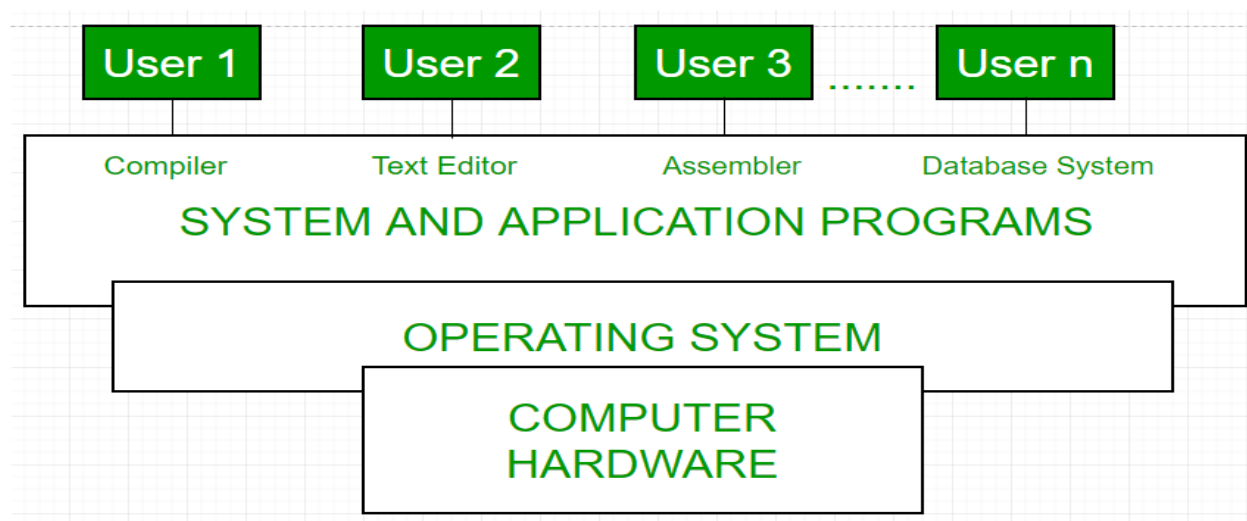 User 1 User 2 User 3 ....... User n
Compiler Text Editor Assembler Database System
SYSTEM AND APPLICATION PROGRAMS
OPERATING SYSTEM
COMPUTER
HARDWARE